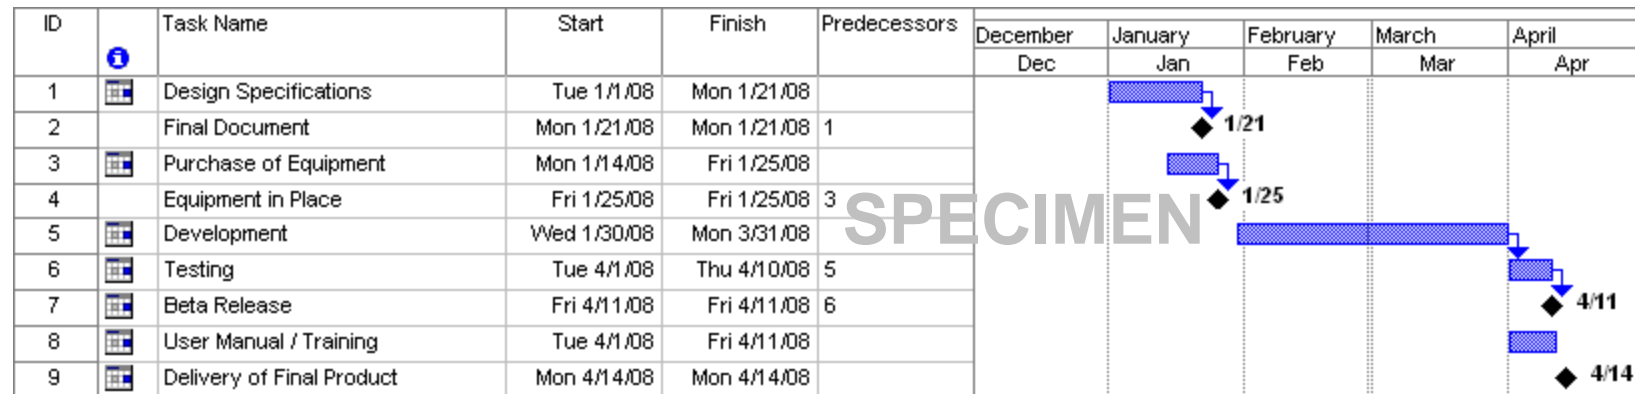 ID Task Name Start Finish Predecessors
December January February March April
Dec Jan Feb Mar Apr
1 Design Specifications Tue 1/1/08 Mon 1/21/08
2 Final Document Mon 1/21/08 Mon 1/21/08 1 1/21
3 Purchase of Equipment Mon 1/14/08 Fri 1/25/08
4 Equipment in Place Fri 1/25/08 Fri 1/25/08 3 1/25
SPECIMEN
5 Development Wed 1/30/08 Mon 3/31/08
6 Testing Tue 4/1/08 Thu 4/10/08 5
7 Beta Release Fri 4/11/08 Fri 4/11/08 6 4/11
8 User Manual / Training Tue 4/1/08 Fri 4/11/08
9 Delivery of Final Product Mon 4/14/08 Mon 4/14/08 4/14